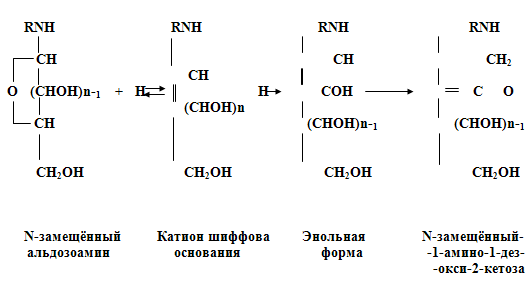 RNH RNH RNH RNH
CH CH CH CH₂
O (CHOH)n-1 + H (CHOH)n H COH C O
CH (CHOH)n-1 (CHOH)n-1
CH₂OH CH₂OH CH₂OH CH₂OH
N-замещённый альдозоамин
Катион шиффова основания
Энольная форма
N-замещённый-
-1-амино-1-дез-
-окси-2-кетоза